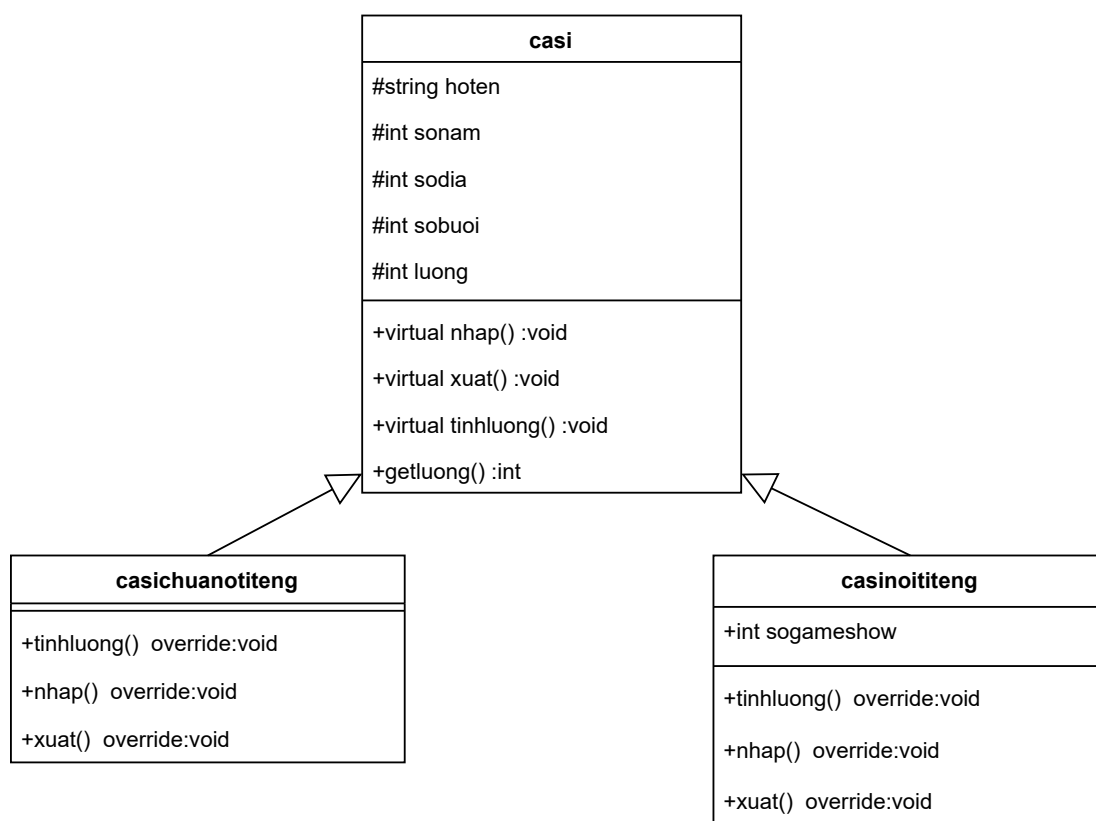 casi
#string hoten
#int sonam
#int sodia
#int sobuoi
#int luong
+virtual nhap() :void
+virtual xuat() :void
+virtual tinhluong() :void
+getluong() :int
casichuanotiteng
+tinhluong()  override:void
+nhap()  override:void
+xuat()  override:void
casinoititeng
+int sogameshow
+tinhluong()  override:void
+nhap()  override:void
+xuat()  override:void